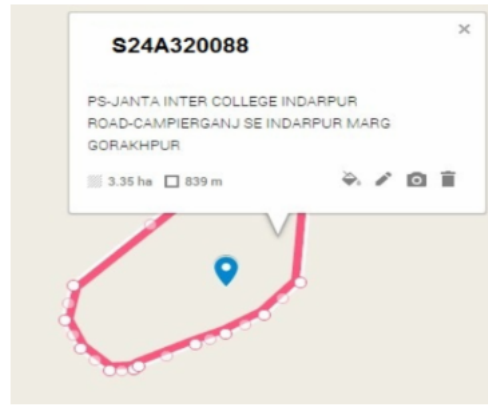 S24A320088
PS-JANTA INTER COLLEGE INDARPUR
ROAD-CAMPIERGANJ SE INDARPUR MARG
GORAKHPUR
3.35 ha 839 m